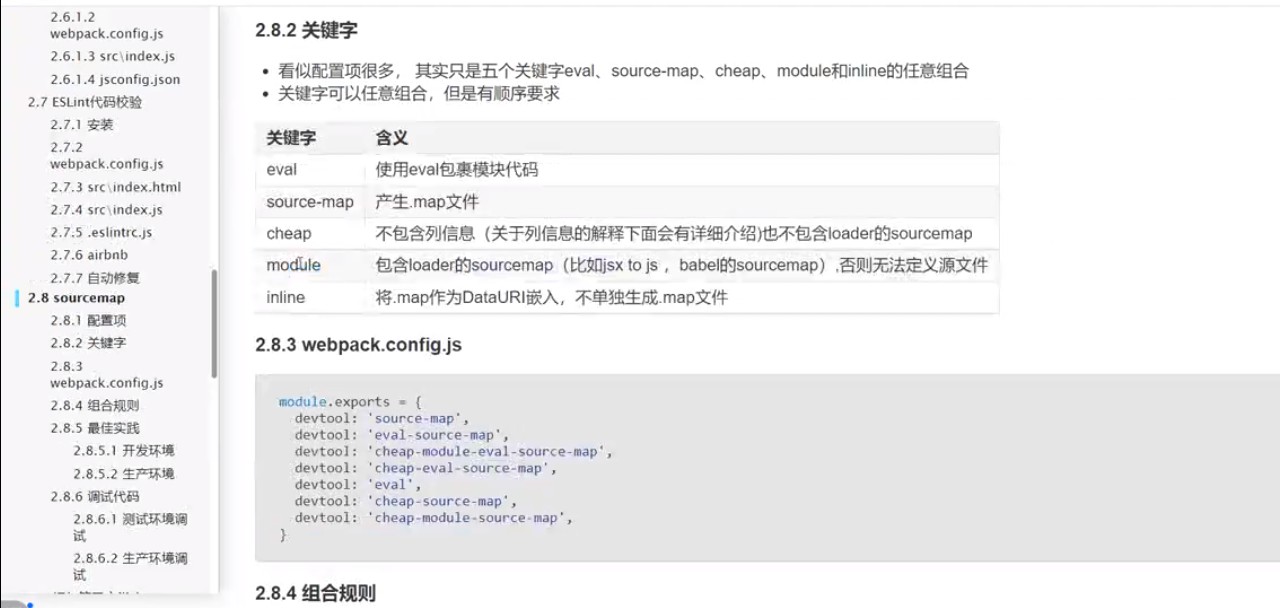 2.6.1.2
webpack.config.js
2.6.1.3 src\index.js
2.6.1.4 jsconfig.json
2.7 ESLint代码校验
2.7.1 安装
2.7.2
webpack.config.js
2.7.3 src\index.html
2.7.4 src\index.js
2.7.5 .eslintrc.js
2.7.6 airbnb
2.7.7 自动修复
2.8 sourcemap
2.8.1 配置项
2.8.2 关键字
2.8.3
webpack.config.js
2.8.4 组合规则
2.8.5 最佳实践
2.8.5.1 开发环境
2.8.5.2 生产环境
2.8.6 调试代码
2.8.6.1 测试环境调
试
2.8.6.2 生产环境调
试
2.8.2 关键字
看似配置项很多， 其实只是五个关键字eval、source-map、cheap、module和inline的任意组合
关键字可以任意组合，但是有顺序要求
关键字 含义
eval 使用eval包裹模块代码
source-map 产生.map文件
cheap 不包含列信息（关于列信息的解释下面会有详细介绍)也不包含loader的sourcemap
module 包含loader的sourcemap（比如jsx to js ，babel的sourcemap）,否则无法定义源文件
inline 将.map作为DataURI嵌入，不单独生成.map文件
2.8.3 webpack.config.js
module.exports = {
devtool: 'source-map',
devtool: 'eval-source-map',
devtool: 'cheap-module-eval-source-map',
devtool: 'cheap-eval-source-map',
devtool: 'eval',
devtool: 'cheap-source-map',
devtool: 'cheap-module-source-map',
}
2.8.4 组合规则